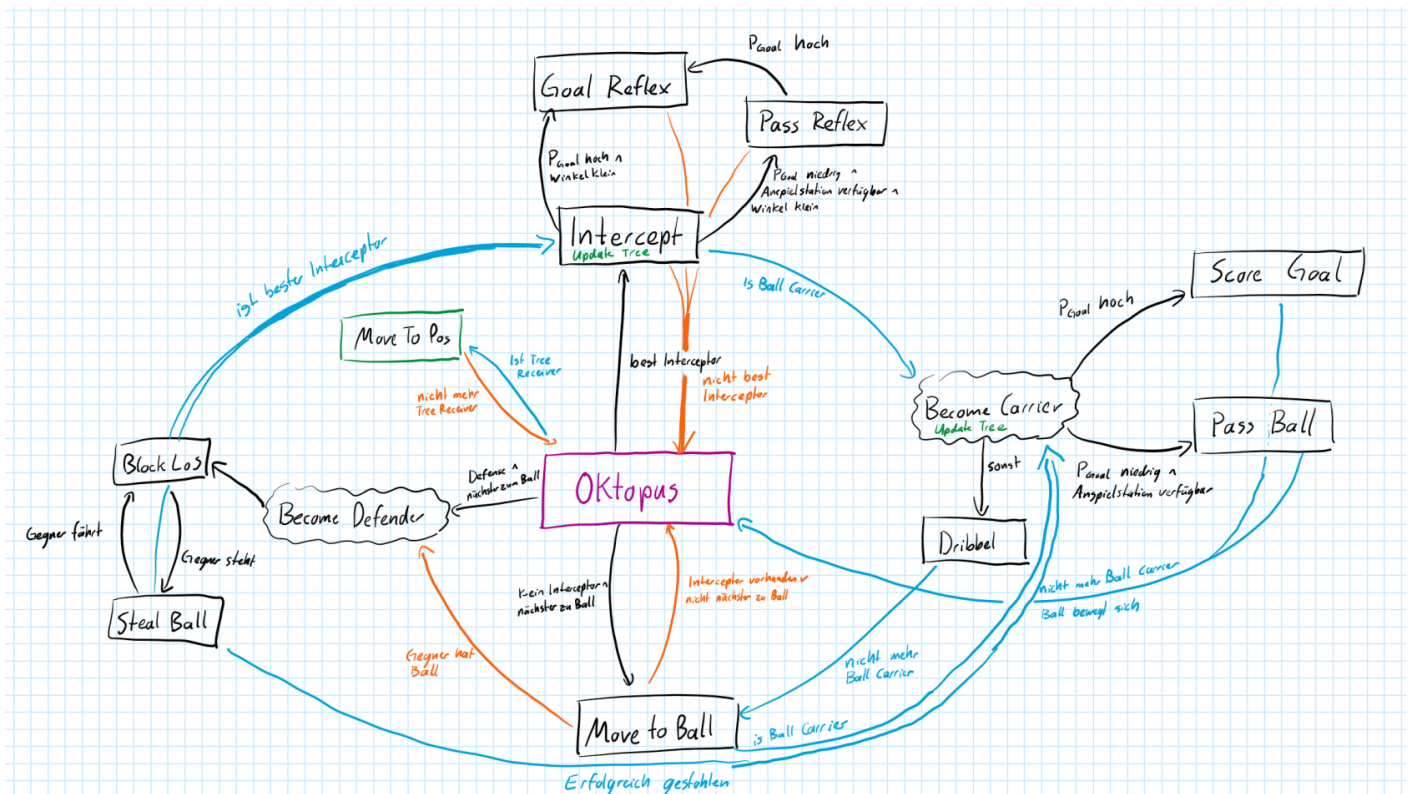 P_Goal hoch
Goal Reflex
Pass Reflex
P_Goal hoch ^
Winkel klein
P_Goal niedrig ^
Anspielstation verfügbar ^
Winkel klein
Intercept
Update Tree
ist bester Interceptor
Is Ball Carrier
Score Goal
P_Goal hoch
Move To Pos
Ist Tree
Receiver
best Interceptor
nicht best
Interceptor
nicht mehr
Tree Receiver
Become Carrier
Update Tree
Pass Ball
Block LoS
Defense ^
nächster zum Ball
Oktopus
sonst
P_Goal niedrig ^
Anspielstation verfügbar
Become Defender
Gegner fährt
Gegner steht
Dribbel
Kein Interceptor ^
nächster zu Ball
Intercepter vorhanden v
nicht nächster zu Ball
nicht mehr Ball Carrier
Ball bewegt sich
Steal Ball
Gegner hat
Ball
nicht mehr
Ball Carrier
Move to Ball
is Ball Carrier
Erfolgreich gestohlen